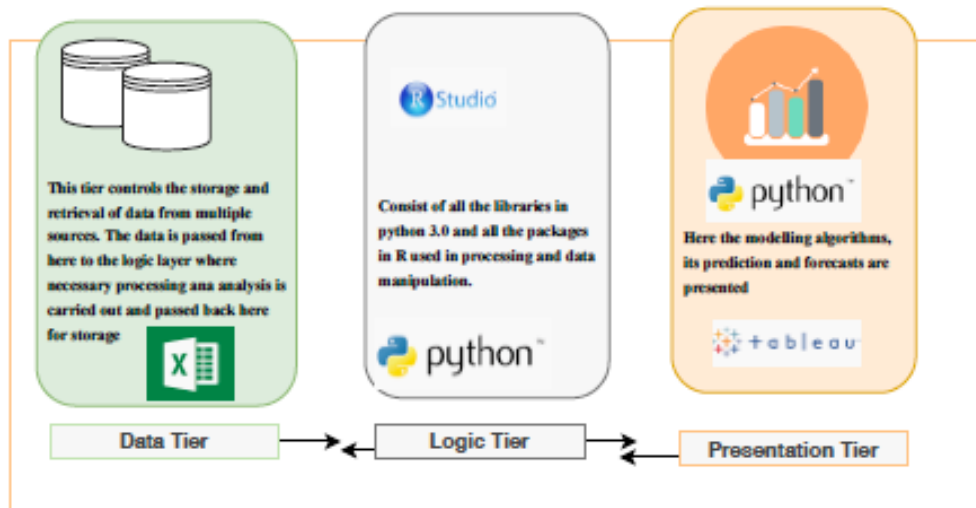 This tier controls the storage and
retrieval of data from multiple
sources. The data is passed from
here to the logic layer where
necessary processing ana analysis is
carried out and passed back here
for storage
X
Data Tier
R Studio
Consist of all the libraries in
python 3.0 and all the packages
in R used in processing and data
manipulation.
python™
Logic Tier
python™
Here the modelling algorithms,
its prediction and forecasts are
presented
+ a b l e a u
Presentation Tier